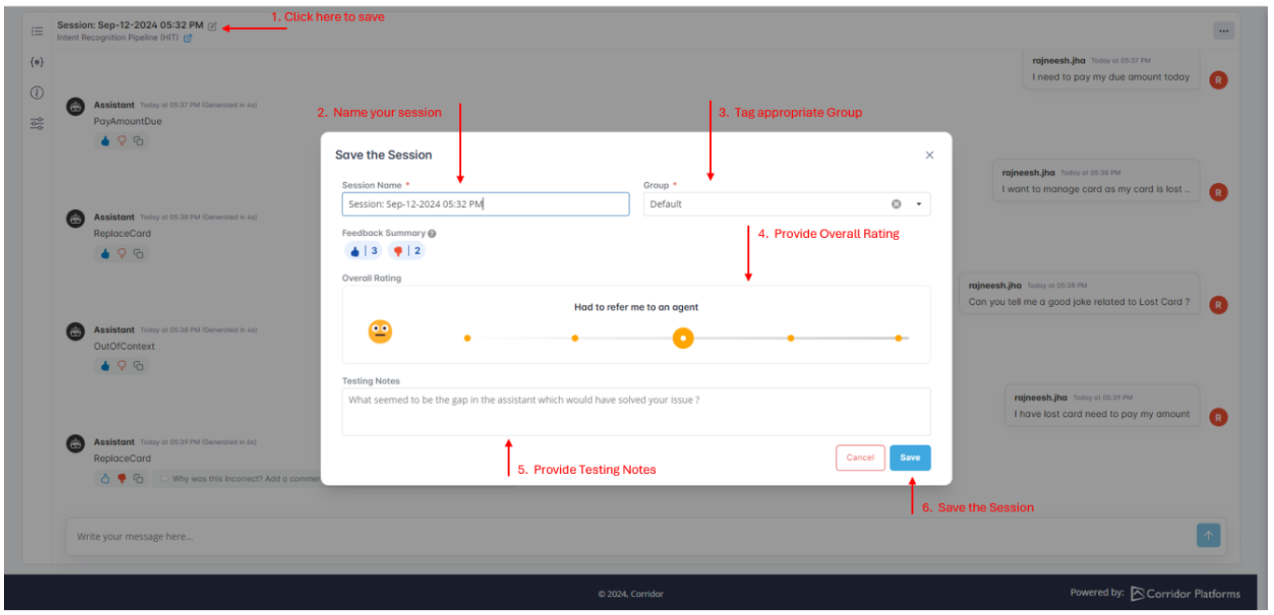 1. Click here to save
Session: Sep-12-2024 05:32 PM
Intent Recognition Pipeline (HIT)
{*}
rajneesh.jha Today at 05:37 PM
I need to pay my due amount today
R
Assistant Today at 05:37 PM (Generated in 4s)
PayAmountDue
2. Name your session
3. Tag appropriate Group
Save the Session
Session Name *
Session: Sep-12-2024 05:32 PM
Group *
Default
rajneesh.jha Today at 05:38 PM
I want to manage card as my card is lost ...
R
Assistant Today at 05:38 PM (Generated in 4s)
ReplaceCard
Feedback Summary
3
2
4. Provide Overall Rating
Overall Rating
Had to refer me to an agent
rajneesh.jha Today at 05:38 PM
Can you tell me a good joke related to Lost Card ?
R
Assistant Today at 05:38 PM (Generated in 4s)
OutOfContext
Testing Notes
What seemed to be the gap in the assistant which would have solved your issue ?
rajneesh.jha Today at 05:39 PM
I have lost card need to pay my amount
R
Assistant Today at 05:39 PM (Generated in 4s)
ReplaceCard
Why was this Incorrect? Add a commen
5. Provide Testing Notes
Cancel
Save
6. Save the Session
Write your message here...
© 2024, Corridor
Powered by: Corridor Platforms